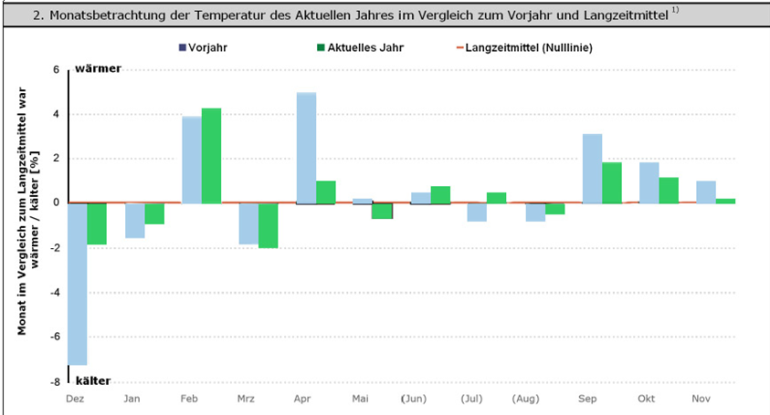 2. Monatsbetrachtung der Temperatur des Aktuellen Jahres im Vergleich zum Vorjahr und Langzeitmittel 1)
Vorjahr Aktuelles Jahr Langzeitmittel (Nulllinie)
Monat im Vergleich zum Langzeitmittel war
wärmer / kälter [%]
6
wärmer
4
2
0
-2
-4
-6
-8
kälter
Dez Jan Feb Mrz Apr Mai (Jun) (Jul) (Aug) Sep Okt Nov